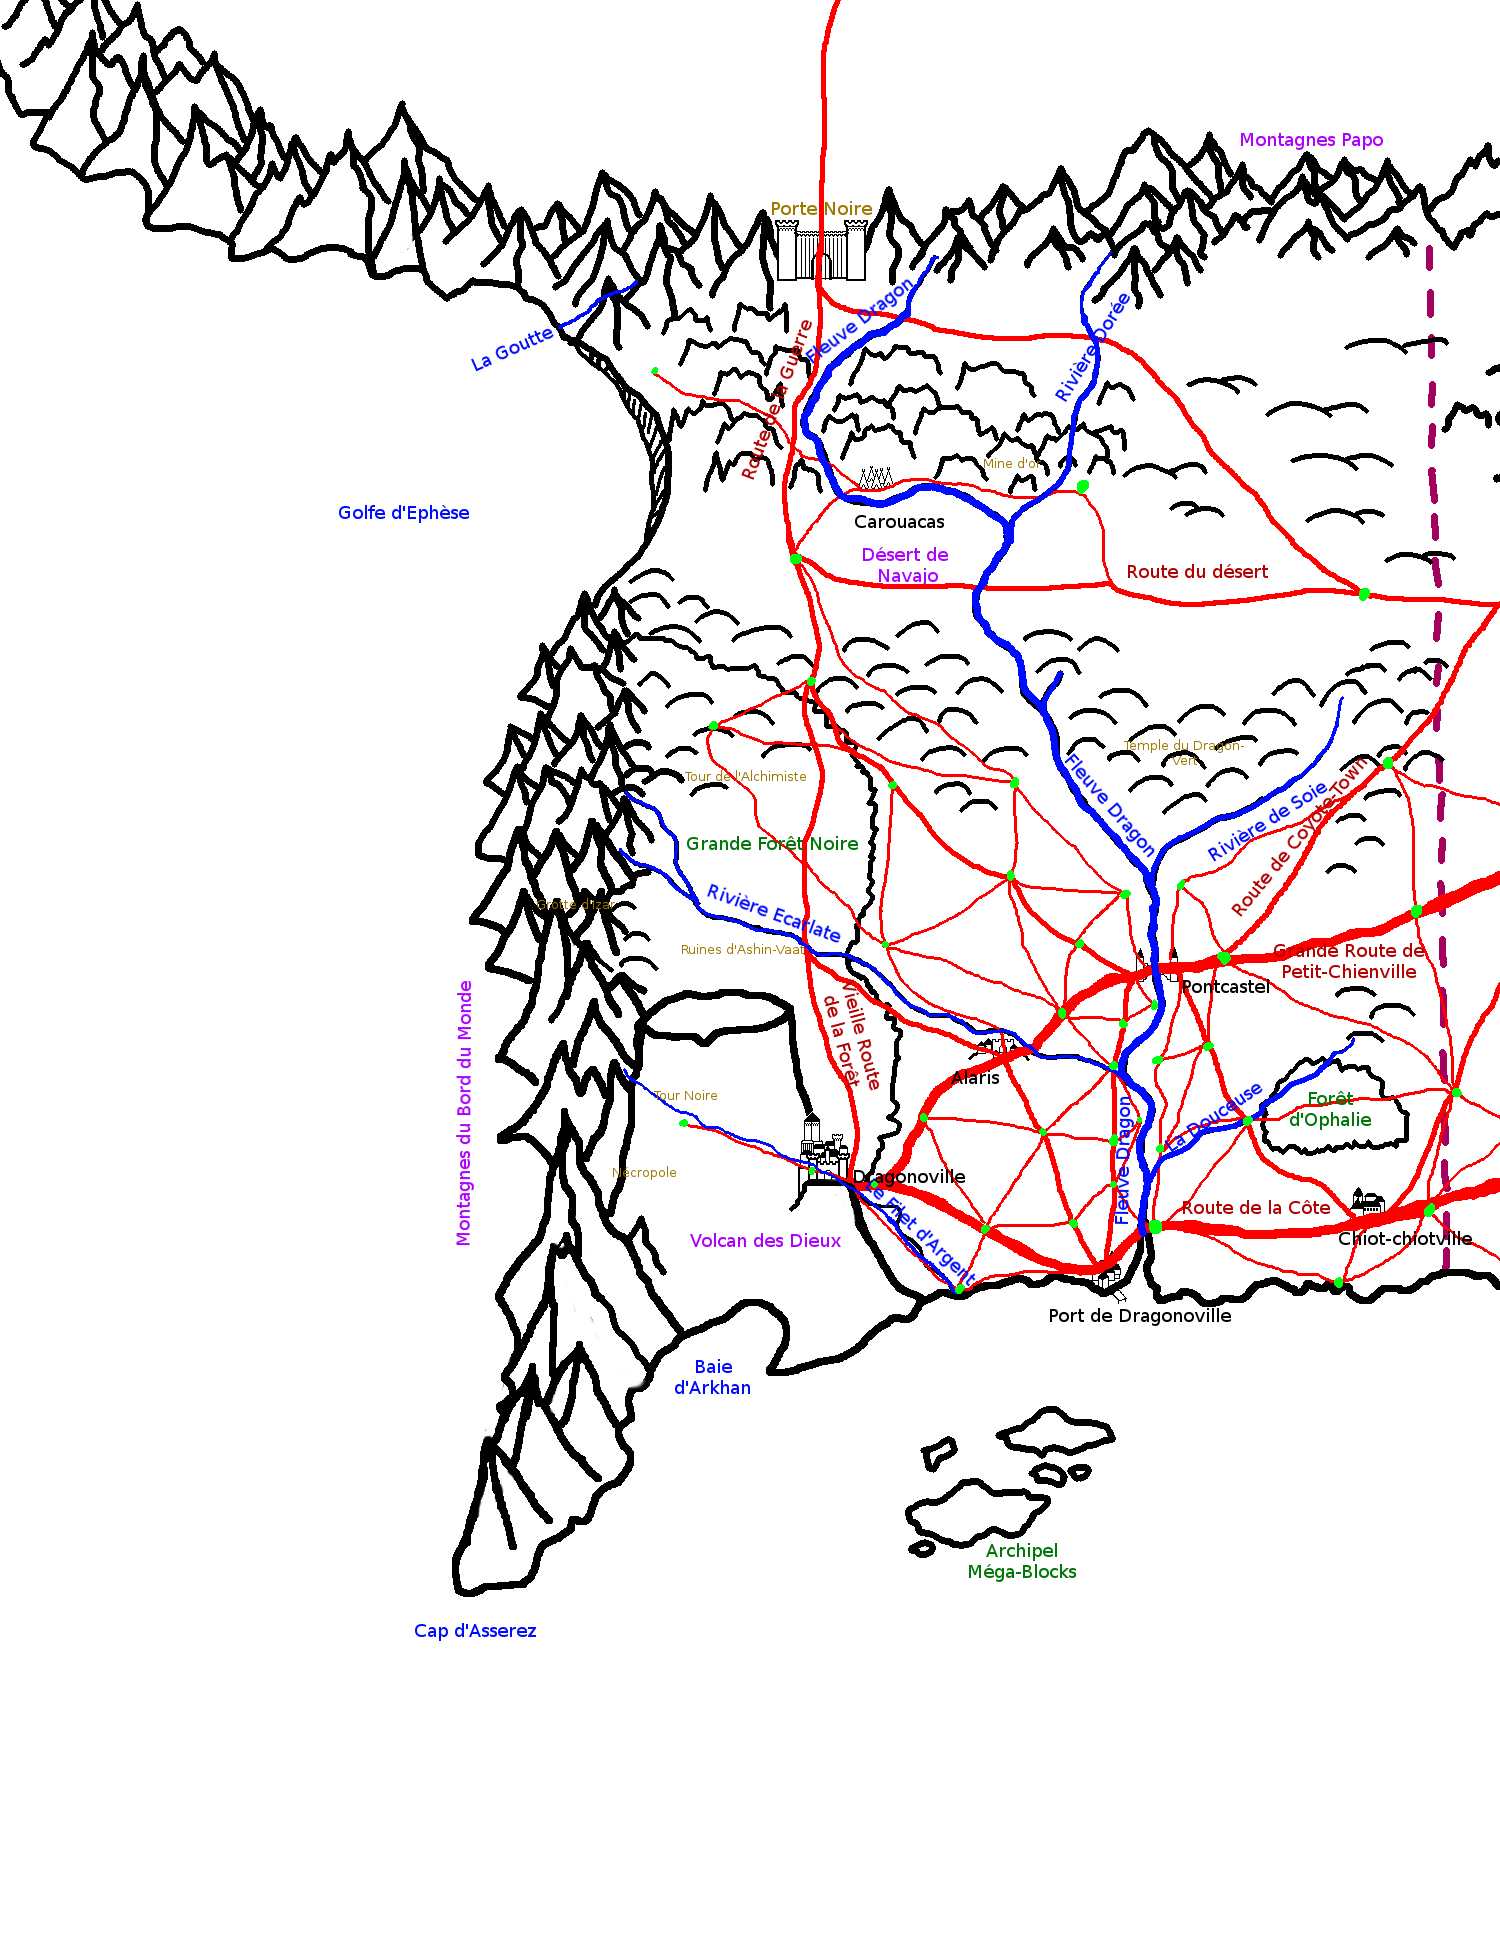 Montagnes Papo
Porte Noire
Fleuve Dragon
Rivière Dorée
La Goutte
Route de la Guerre
Mine d'or
Golfe d'Ephèse
Carouacas
Désert de
Navajo
Route du désert
Temple du Dragon-
Vert
Tour de l'Alchimiste
Fleuve Dragon
Rivière de Soie
Route de Coyote-Town
Grande Forêt Noire
Rivière Ecarlate
Grotte d'Izar
Ruines d'Ashin-Vaat
Grande Route de
Petit-Chienville
Pontcastel
Vieille Route
de la Forêt
Montagnes du Bord du Monde
Alaris
Tour Noire
Forêt
d'Ophalie
La Douceuse
Fleuve Dragon
Nécropole
Dragonoville
Le Filet d'Argent
Route de la Côte
Volcan des Dieux
Chiot-chiotville
Port de Dragonoville
Baie
d'Arkhan
Archipel
Méga-Blocks
Cap d'Asserez